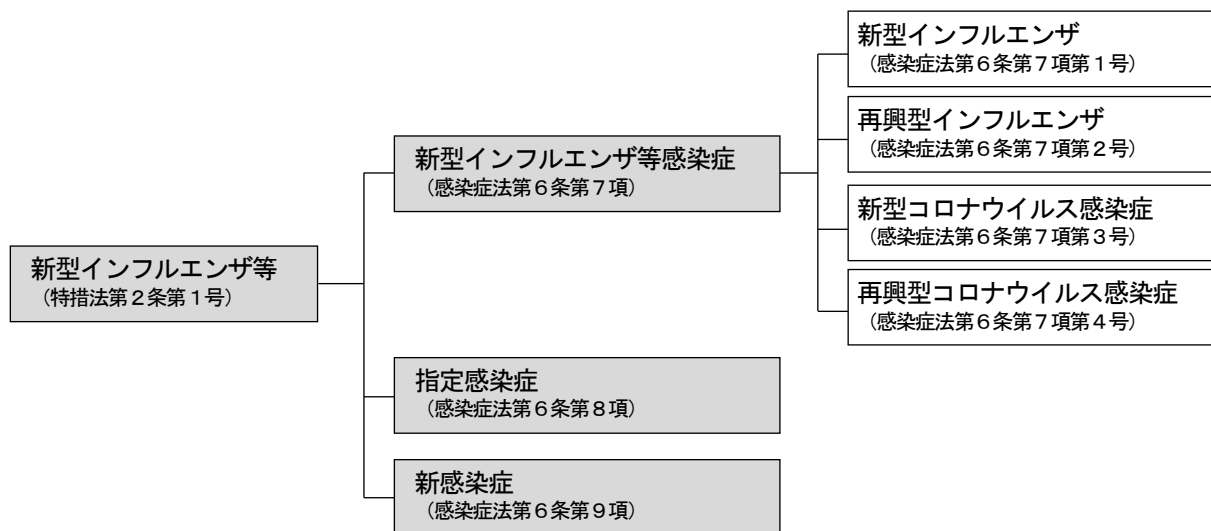 新型インフルエンザ等
(特措法第2条第1号)
新型インフルエンザ等感染症
(感染症法第6条第7項)
指定感染症
(感染症法第6条第8項)
新感染症
(感染症法第6条第9項)
新型インフルエンザ
(感染症法第6条第7項第1号)
再興型インフルエンザ
(感染症法第6条第7項第2号)
新型コロナウイルス感染症
(感染症法第6条第7項第3号)
再興型コロナウイルス感染症
(感染症法第6条第7項第4号)